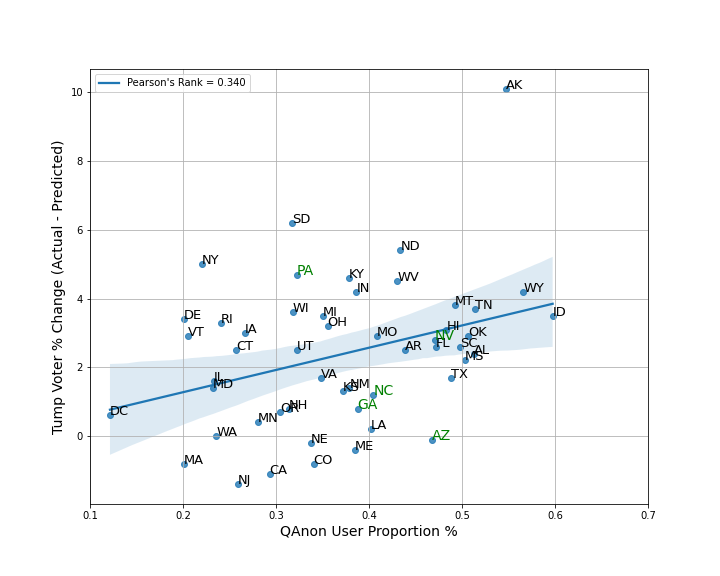 Pearson's Rank = 0.340
AK
SD
ND
NY
PA
KY
WV
IN
WY
MT
TN
ID
DE
RI
WI
MI
OH
VT
IA
MO
HI
NV
OK
CT
UT
AR
FL
SC
AL
MS
IL
MD
VA
TX
KS
NM
NC
DC
OR
NH
GA
MN
LA
WA
NE
AZ
ME
MA
CO
CA
NJ
10
8
6
4
2
0
0.1 0.2 0.3 0.4 0.5 0.6 0.7
QAnon User Proportion %
Tump Voter % Change (Actual - Predicted)